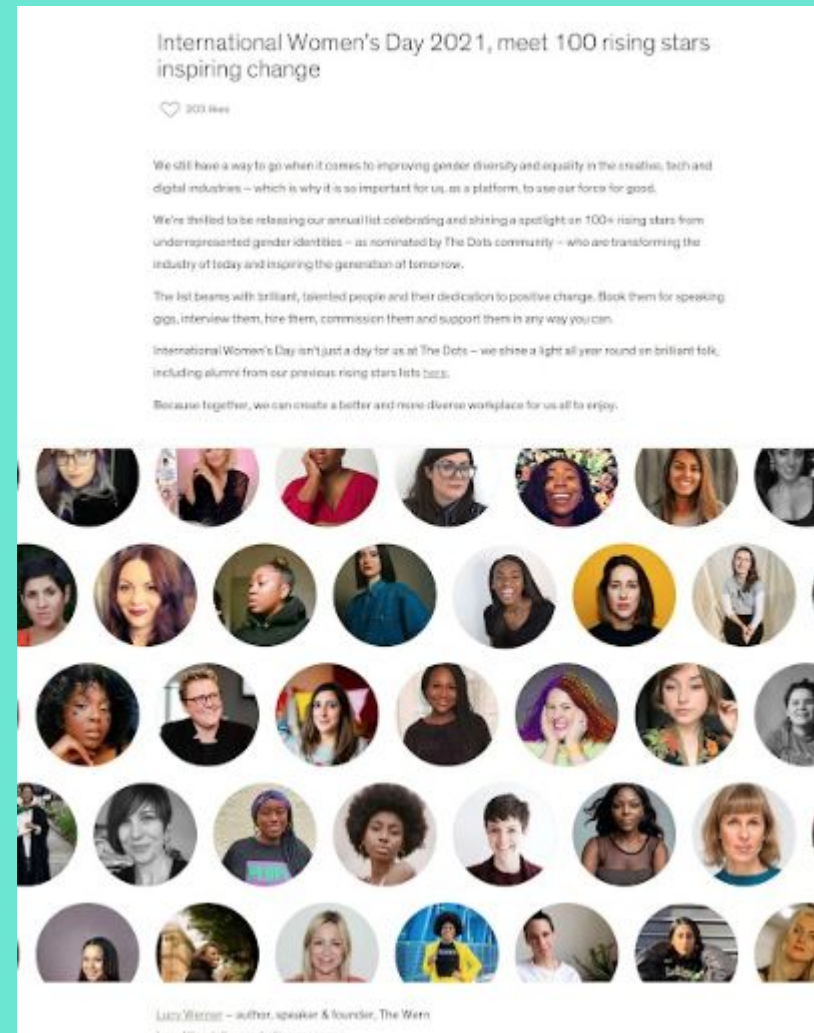 International Women's Day 2021, meet 100 rising stars
inspiring change
203 likes
We still have a way to go when it comes to improving gender diversity and equality in the creative, tech and
digital industries – which is why it is so important for us, as a platform, to use our force for good.
We're thrilled to be releasing our annual list celebrating and shining a spotlight on 100+ rising stars from
underrepresented gender identities – as nominated by The Dots community – who are transforming the
industry of today and inspiring the generation of tomorrow.
The list beams with brilliant, talented people and their dedication to positive change. Book them for speaking
gigs, interview them, hire them, commission them and support them in any way you can.
International Women's Day isn't just a day for us at The Dots – we shine a light all year round on brilliant folk,
including alumni from our previous rising stars lists here.
Because together, we can create a better and more diverse workplace for us all to enjoy.
Lucy Werner – author, speaker & founder, The Wern